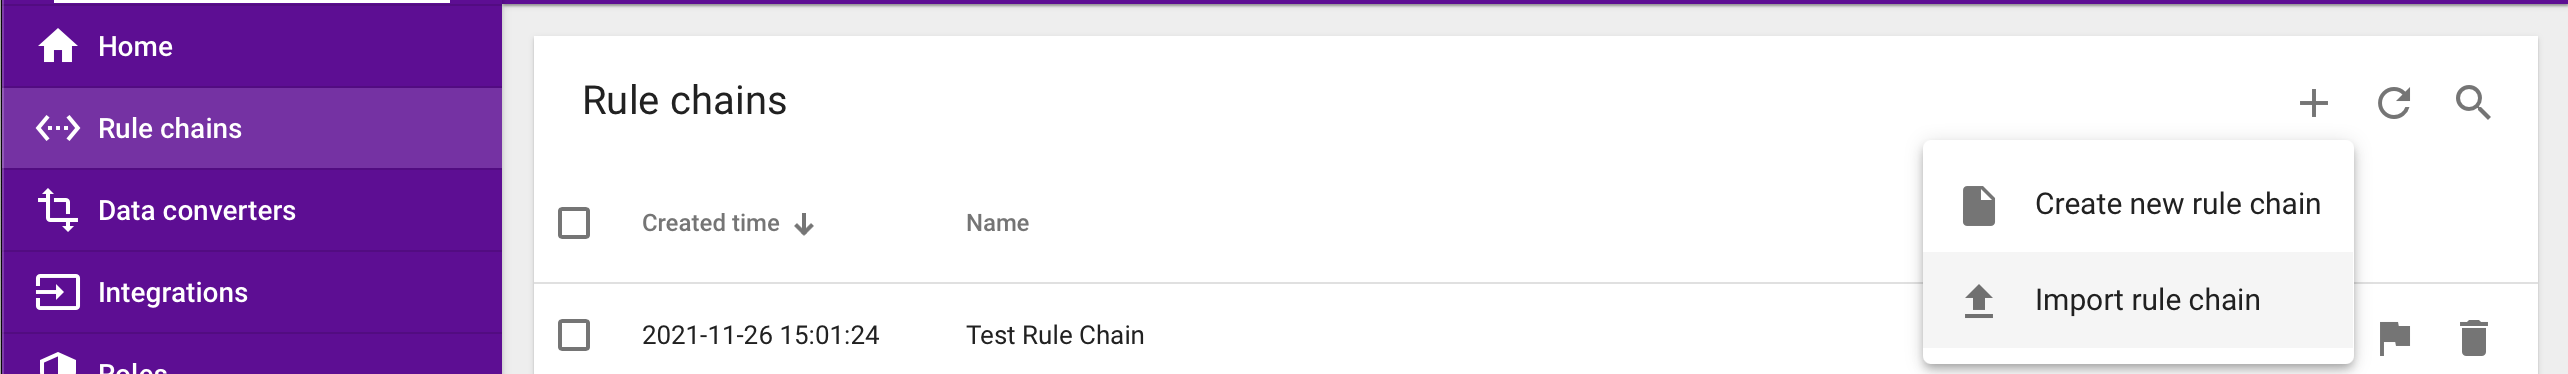 Home
Rule chains
Data converters
Integrations
Roles
Rule chains
Create new rule chain
Import rule chain
Created time
Name
2021-11-26 15:01:24
Test Rule Chain